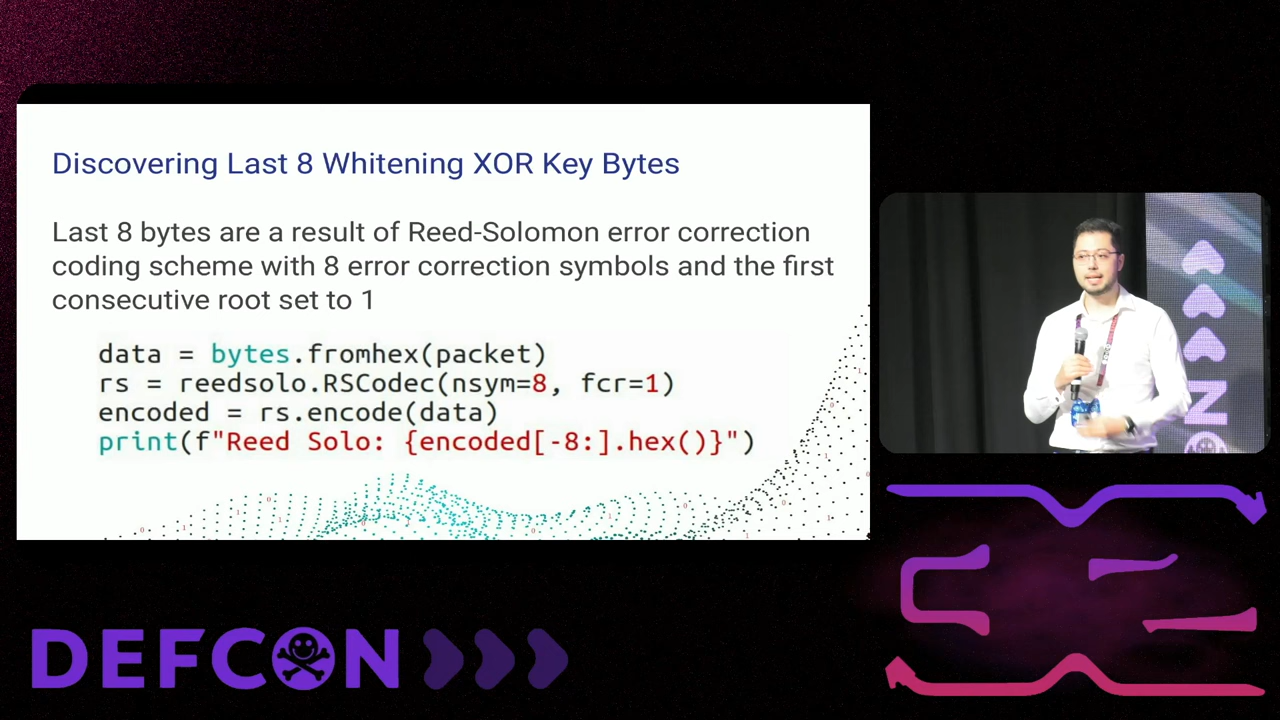 Discovering Last 8 Whitening XOR Key Bytes
Last 8 bytes are a result of Reed-Solomon error correction
coding scheme with 8 error correction symbols and the first
consecutive root set to 1
data = bytes.fromhex(packet)
rs = reedsolo.RSCodec(nsym=8, fcr=1)
encoded = rs.encode(data)
print(f"Reed Solo: {encoded[-8:].hex()}")
DEFCON